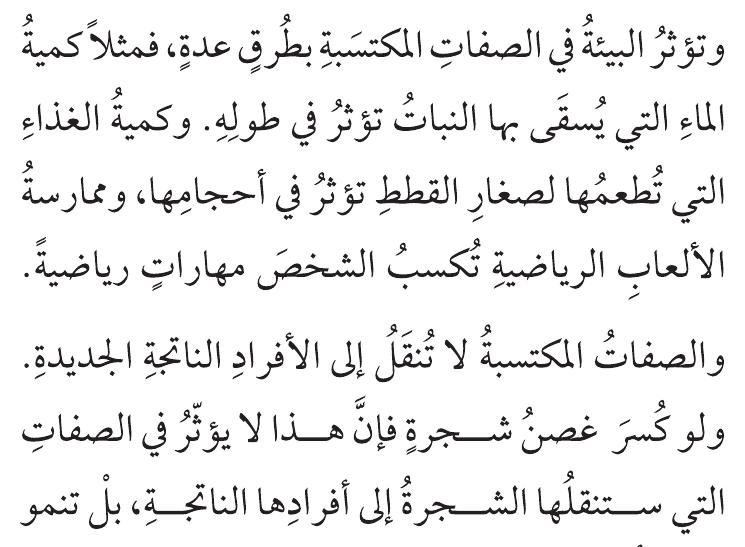 وتؤثرُ البيئةُ في الصفاتِ المكتسَبةِ بطُرقٍ عدةٍ، فمثلاً كميةُ
الماءِ التي يُسقَى بها النباتُ تؤثرُ في طولِهِ. وكميةُ الغذاءِ
التي تُطعمُها لصغارِ القططِ تؤثرُ في أحجامِها، وممارسةُ
الألعابِ الرياضيةِ تُكسبُ الشخصَ مهاراتٍ رياضيةً.
والصفاتُ المكتسبةُ لا تُنقَلُ إلى الأفرادِ الناتجةِ الجديدةِ.
ولو كُسرَ غصنُ شجرةٍ فإنَّ هذا لا يؤثّرُ في الصفاتِ
التي ستنقلُها الشجرةُ إلى أفرادِها الناتجةِ، بلْ تنمو